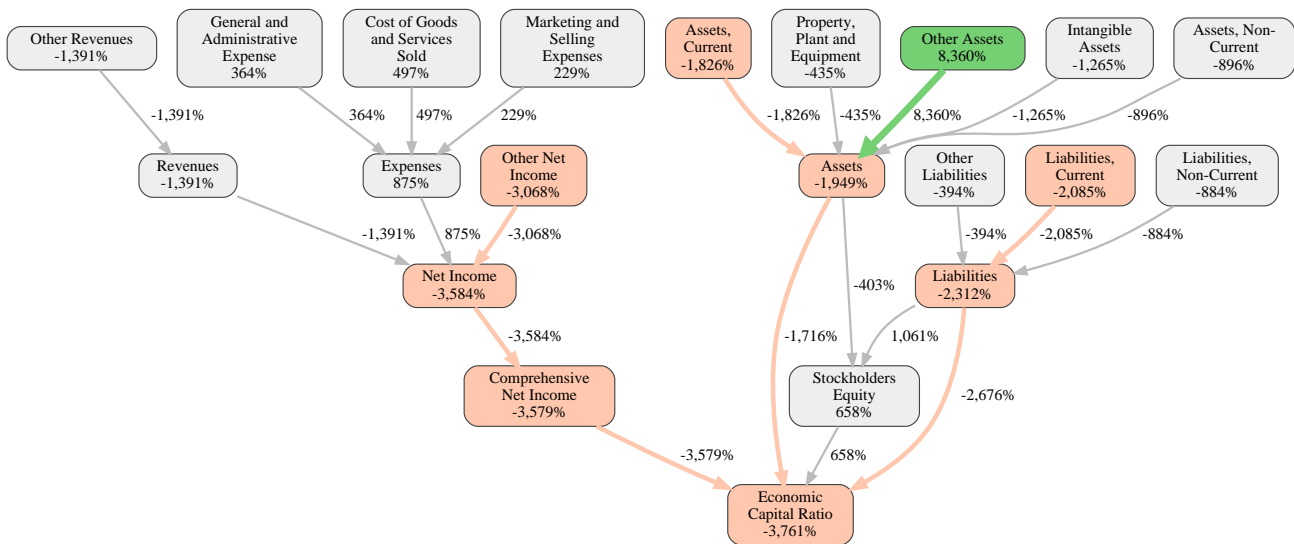 Other Revenues
-1,391%
General and
Administrative
Expense
364%
Cost of Goods
and Services
Sold
497%
Marketing and
Selling
Expenses
229%
Assets,
Current
-1,826%
Property,
Plant and
Equipment
-435%
Other Assets
8,360%
Intangible
Assets
-1,265%
Assets, Non-
Current
-896%
-1,391%
364%
497%
229%
-1,826%
-435%
8,360%
-1,265%
-896%
Revenues
-1,391%
Expenses
875%
Other Net
Income
-3,068%
Assets
-1,949%
Other
Liabilities
-394%
Liabilities,
Current
-2,085%
Liabilities,
Non-Current
-884%
-1,391%
875%
-3,068%
-394%
-2,085%
-884%
Net Income
-3,584%
-403%
Liabilities
-2,312%
-3,584%
-1,716%
1,061%
Comprehensive
Net Income
-3,579%
Stockholders
Equity
658%
-2,676%
-3,579%
658%
Economic
Capital Ratio
-3,761%